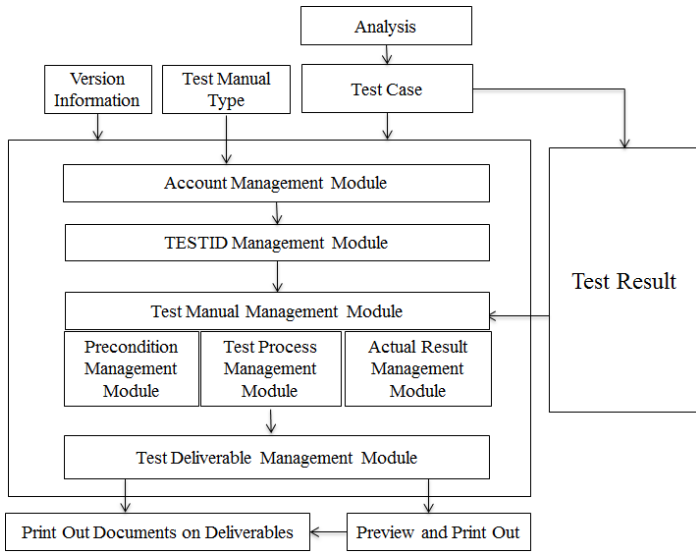 Analysis
Version
Information
Test Manual
Type
Test Case
Account Management Module
TESTID Management Module
Test Manual Management Module
Precondition
Management
Module
Test Process
Management
Module
Actual Result
Management
Module
Test Result
Test Deliverable Management Module
Print Out Documents on Deliverables
Preview and Print Out